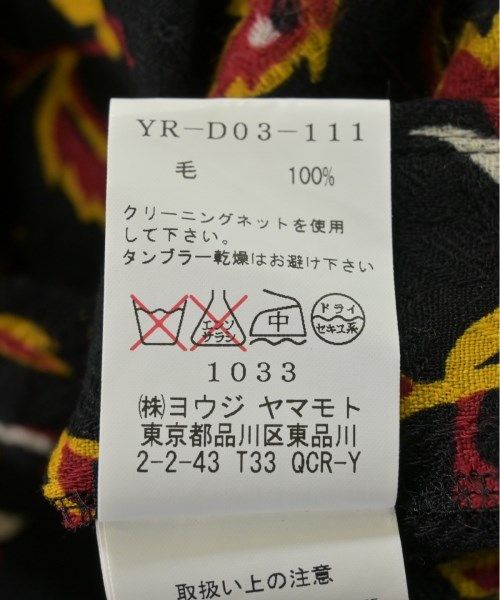 YR-D03-111
毛 100%
クリーニングネットを使用
して下さい。
タンブラー乾燥はお避け下さい
エンソ サラシ 中 ドライ セキユ系
1033
㈱ヨウジ ヤマモト
東京都品川区東品川
2-2-43 T33 QCR-Y
取扱い上の注意